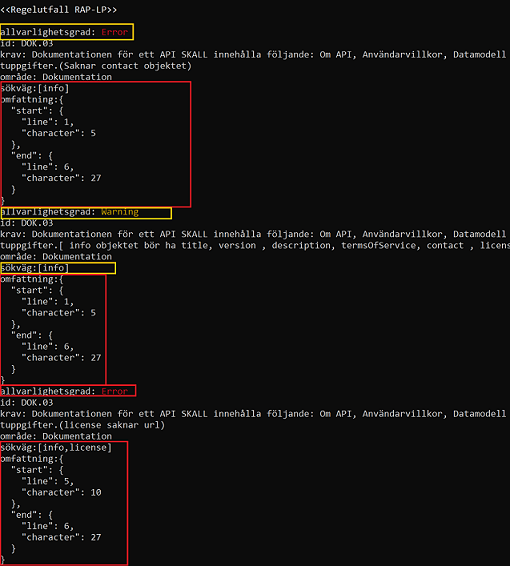 <<Regelutfall RAP-LP>>
allvarlighetsgrad: Error
id: DOK.03
krav: Dokumentationen för ett API SKALL innehålla följande: Om API, Användarvillkor, Datamodell
tuppgifter.(Saknar contact objektet)
område: Dokumentation
sökväg:[info]
omfattning:{
  "start": {
    "line": 1,
    "character": 5
  },
  "end": {
    "line": 6,
    "character": 27
  }
}
allvarlighetsgrad: Warning
id: DOK.03
krav: Dokumentationen för ett API SKALL innehålla följande: Om API, Användarvillkor, Datamodell
tuppgifter.[ info objektet bör ha title, version , description, termsOfService, contact , licens
område: Dokumentation
sökväg:[info]
omfattning:{
  "start": {
    "line": 1,
    "character": 5
  },
  "end": {
    "line": 6,
    "character": 27
  }
}
allvarlighetsgrad: Error
id: DOK.03
krav: Dokumentationen för ett API SKALL innehålla följande: Om API, Användarvillkor, Datamodell
tuppgifter.(license saknar url)
område: Dokumentation
sökväg:[info,license]
omfattning:{
  "start": {
    "line": 5,
    "character": 10
  },
  "end": {
    "line": 6,
    "character": 27
  }
}